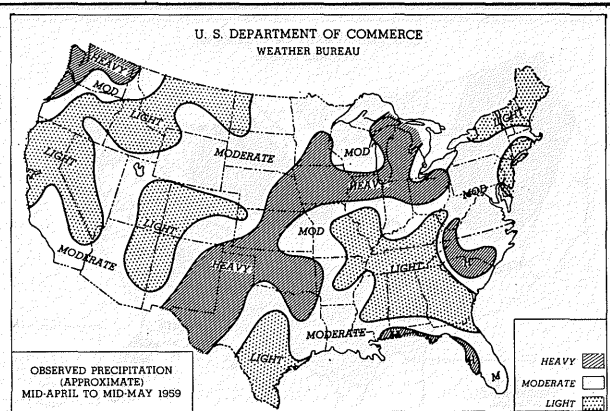 U. S. DEPARTMENT OF COMMERCE
WEATHER BUREAU
HEAVY
MOD
LIGHT
LIGHT
MODERATE
MOD
HEAVY
LIGHT
MOD
LIGHT
LIGHT
MOD
MODERATE
HEAVY
LIGHT
H
MODERATE
LIGHT
H
M
OBSERVED PRECIPITATION
(APPROXIMATE)
MID-APRIL TO MID-MAY 1959
HEAVY
MODERATE
LIGHT